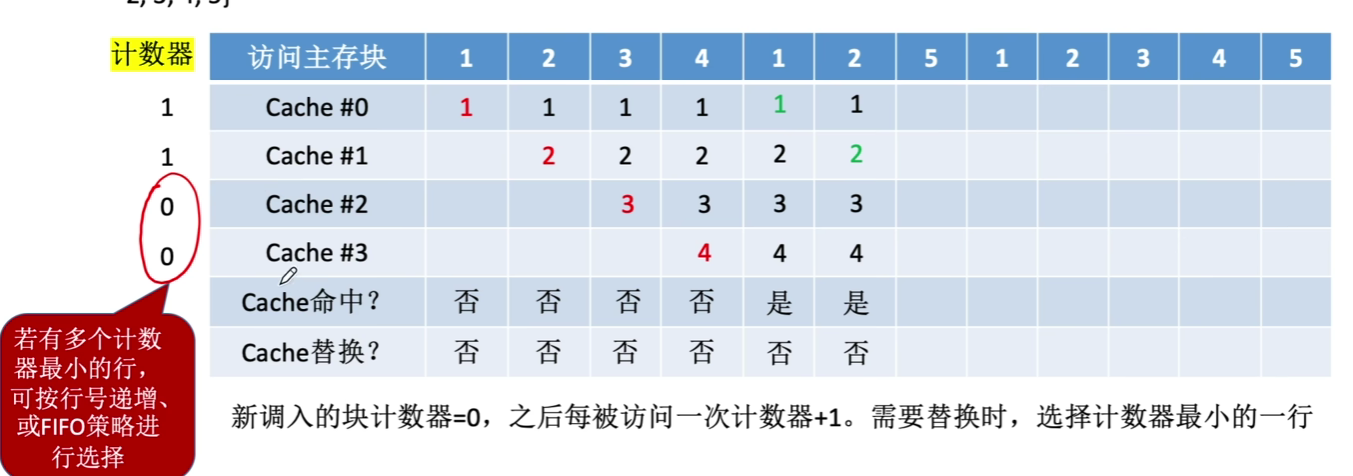 计数器 访问主存块 1 2 3 4 1 2 5 1 2 3 4 5
1 Cache #0 1 1 1 1 1 1
1 Cache #1 2 2 2 2 2
0 Cache #2 3 3 3 3
0 Cache #3 4 4 4
Cache命中？ 否 否 否 否 是 是
Cache替换？ 否 否 否 否 否 否
若有多个计数
器最小的行，
可按行号递增、
或FIFO策略进
行选择
新调入的块计数器=0，之后每被访问一次计数器+1。需要替换时，选择计数器最小的一行